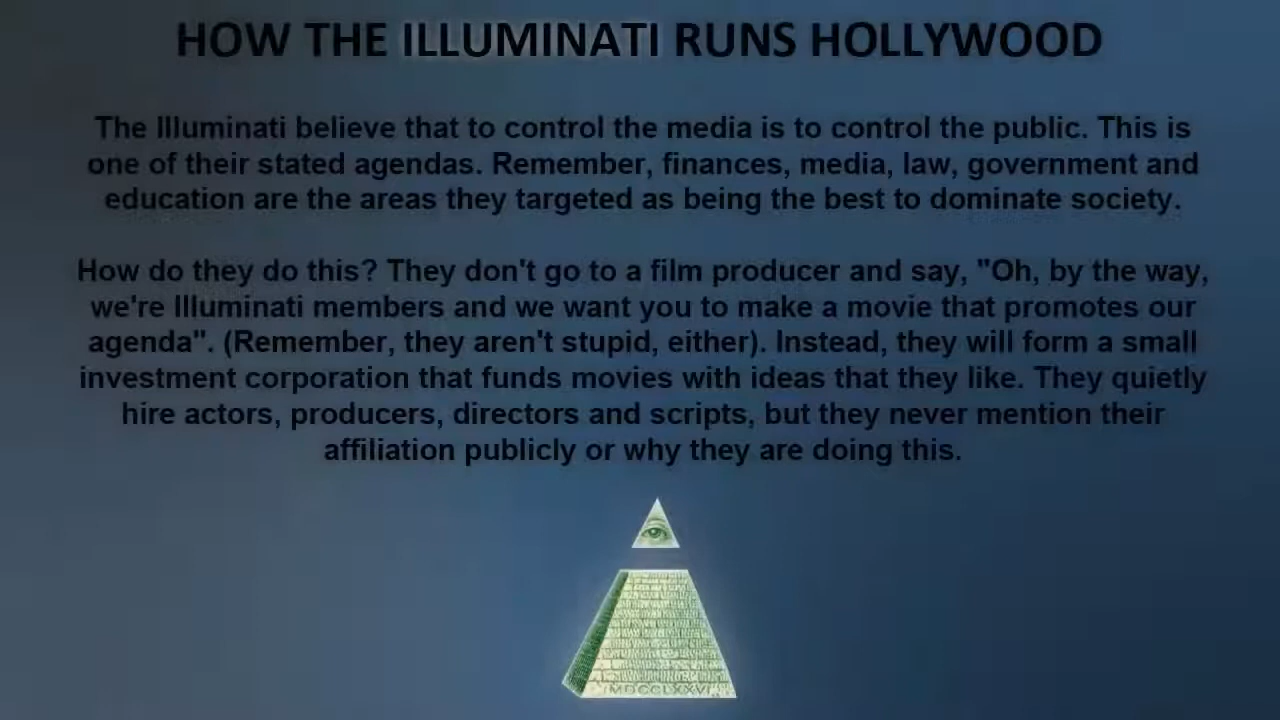 HOW THE ILLUMINATI RUNS HOLLYWOOD
The Illuminati believe that to control the media is to control the public. This is
one of their stated agendas. Remember, finances, media, law, government and
education are the areas they targeted as being the best to dominate society.
How do they do this? They don't go to a film producer and say, "Oh, by the way,
we're Illuminati members and we want you to make a movie that promotes our
agenda". (Remember, they aren't stupid, either). Instead, they will form a small
investment corporation that funds movies with ideas that they like. They quietly
hire actors, producers, directors and scripts, but they never mention their
affiliation publicly or why they are doing this.
MDCCLXXVI